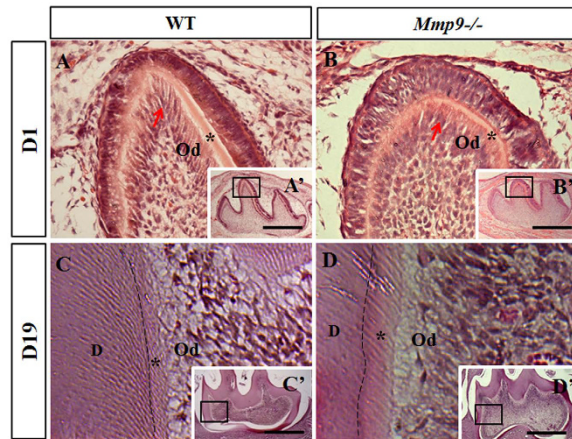 WT Mmp9-/-
D1
A B
* *
Od Od
A' B'
D19
C D
D * Od D * Od
C' D'